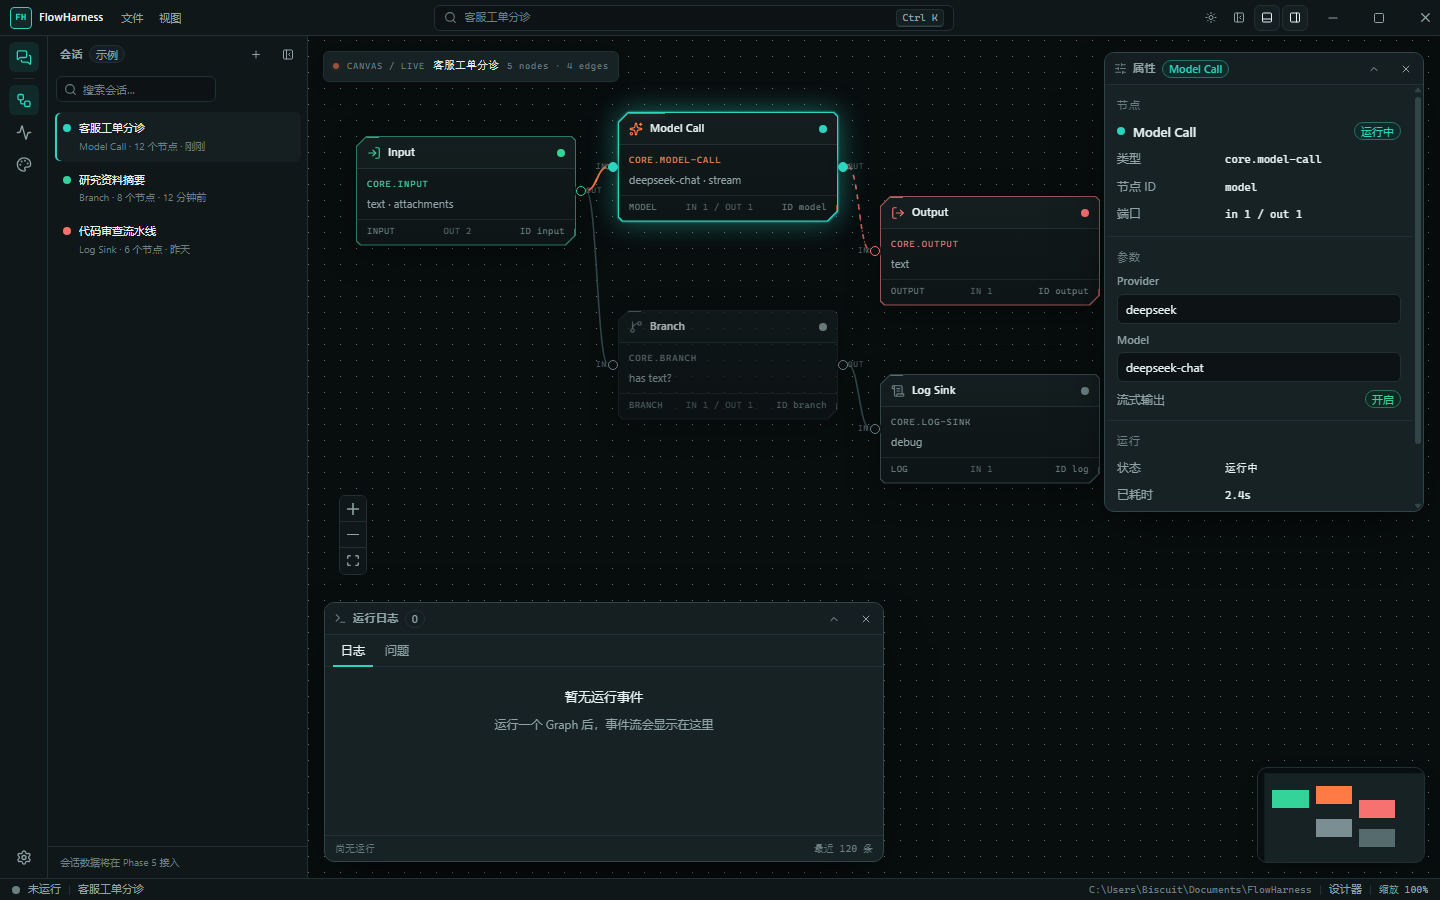 FH FlowHarness 文件 视图
客服工单分诊 Ctrl K
会话 示例
搜索会话...
客服工单分诊
Model Call · 12 个节点 · 刚刚
研究资料摘要
Branch · 8 个节点 · 12 分钟前
代码审查流水线
Log Sink · 6 个节点 · 昨天
会话数据将在 Phase 5 接入
CANVAS / LIVE 客服工单分诊 5 nodes · 4 edges
Input
CORE.INPUT
text · attachments
INPUT OUT 2 ID input
OUT
IN
Model Call
CORE.MODEL-CALL
deepseek-chat · stream
MODEL IN 1 / OUT 1 ID model
OUT
IN
Output
CORE.OUTPUT
text
OUTPUT IN 1 ID output
IN
Branch
CORE.BRANCH
has text?
BRANCH IN 1 / OUT 1 ID branch
OUT
IN
Log Sink
CORE.LOG-SINK
debug
LOG IN 1 ID log
属性 Model Call
节点
Model Call 运行中
类型 core.model-call
节点 ID model
端口 in 1 / out 1
参数
Provider
deepseek
Model
deepseek-chat
流式输出 开启
运行
状态 运行中
已耗时 2.4s
运行日志 0
日志 问题
暂无运行事件
运行一个 Graph 后，事件流会显示在这里
尚无运行 最近 120 条
未运行 客服工单分诊 C:\Users\Biscuit\Documents\FlowHarness 设计器 缩放 100%